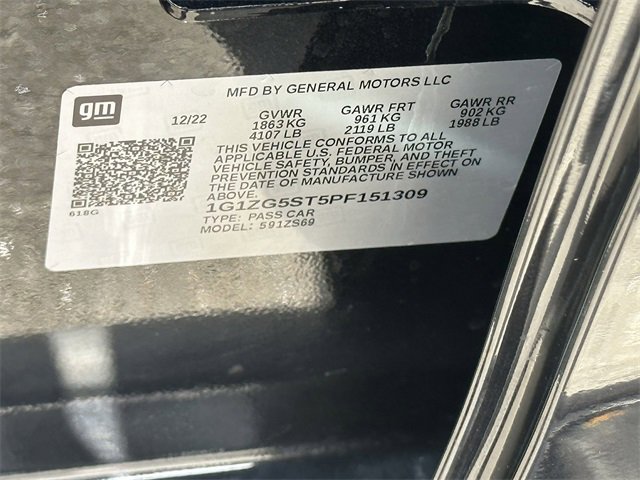 gm
MFD BY GENERAL MOTORS LLC
12/22
GVWR
1863 KG
4107 LB
GAWR FRT
961 KG
2119 LB
GAWR RR
902 KG
1988 LB
THIS VEHICLE CONFORMS TO ALL
APPLICABLE U.S. FEDERAL MOTOR
VEHICLE SAFETY, BUMPER, AND THEFT
PREVENTION STANDARDS IN EFFECT ON
THE DATE OF MANUFACTURE SHOWN
ABOVE.
1G1ZG5ST5PF151309
TYPE: PASS CAR
MODEL: 591ZS69
618G